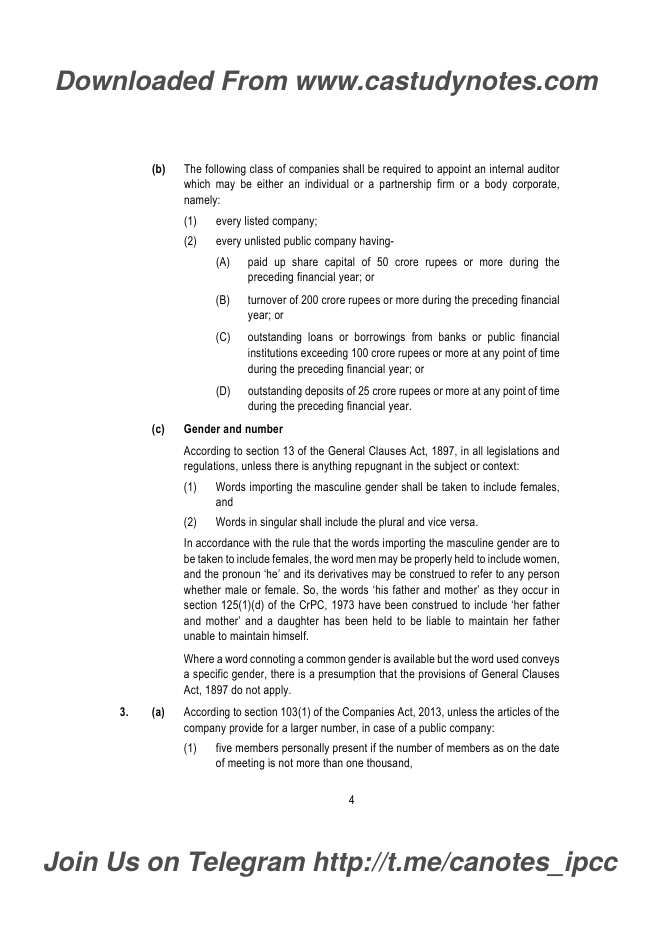 Downloaded From www.castudynotes.com
(b) The following class of companies shall be required to appoint an internal auditor
which may be either an individual or a partnership firm or a body corporate,
namely:
(1) every listed company;
(2) every unlisted public company having-
(A) paid up share capital of 50 crore rupees or more during the
preceding financial year; or
(B) turnover of 200 crore rupees or more during the preceding financial
year; or
(C) outstanding loans or borrowings from banks or public financial
institutions exceeding 100 crore rupees or more at any point of time
during the preceding financial year; or
(D) outstanding deposits of 25 crore rupees or more at any point of time
during the preceding financial year.
(c) Gender and number
According to section 13 of the General Clauses Act, 1897, in all legislations and
regulations, unless there is anything repugnant in the subject or context:
(1) Words importing the masculine gender shall be taken to include females,
and
(2) Words in singular shall include the plural and vice versa.
In accordance with the rule that the words importing the masculine gender are to
be taken to include females, the word men may be properly held to include women,
and the pronoun ‘he’ and its derivatives may be construed to refer to any person
whether male or female. So, the words ‘his father and mother’ as they occur in
section 125(1)(d) of the CrPC, 1973 have been construed to include ‘her father
and mother’ and a daughter has been held to be liable to maintain her father
unable to maintain himself.
Where a word connoting a common gender is available but the word used conveys
a specific gender, there is a presumption that the provisions of General Clauses
Act, 1897 do not apply.
3. (a) According to section 103(1) of the Companies Act, 2013, unless the articles of the
company provide for a larger number, in case of a public company:
(1) five members personally present if the number of members as on the date
of meeting is not more than one thousand,
4
Join Us on Telegram http://t.me/canotes_ipcc